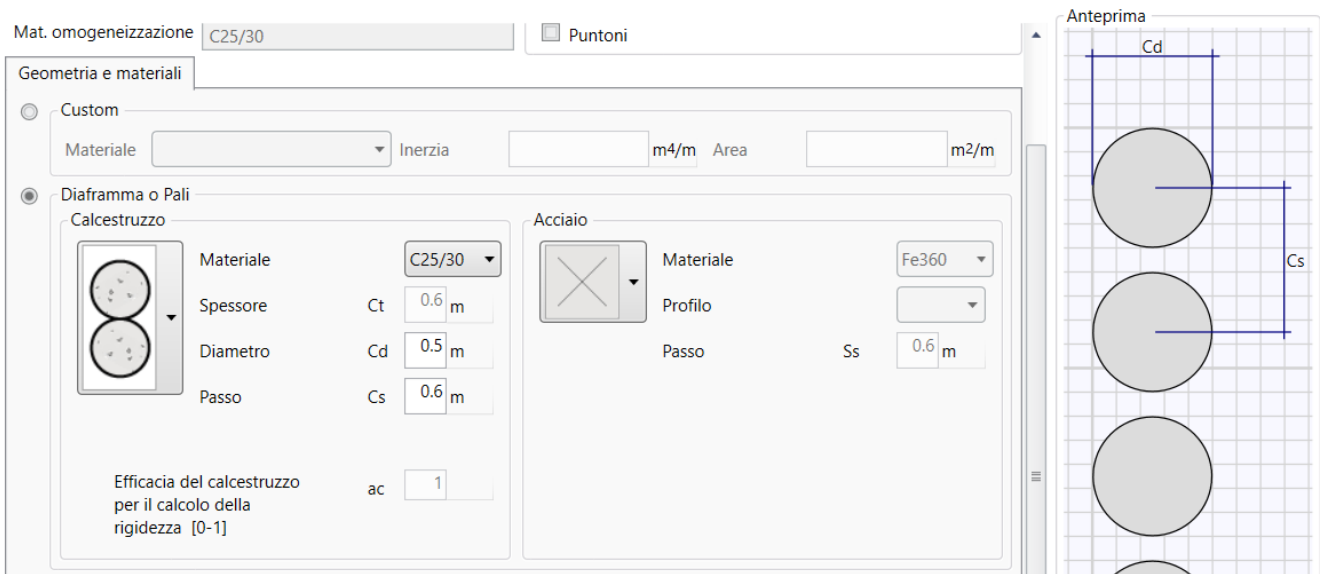 Mat. omogeneizzazione C25/30
Puntoni
Geometria e materiali
Custom
Materiale Inerzia m4/m Area m2/m
Diaframma o Pali
Calcestruzzo
Materiale C25/30
Spessore Ct 0.6 m
Diametro Cd 0.5 m
Passo Cs 0.6 m
Efficacia del calcestruzzo
per il calcolo della
rigidezza [0-1]
ac 1
Acciaio
Materiale Fe360
Profilo
Passo Ss 0.6 m
Anteprima
Cd
Cs